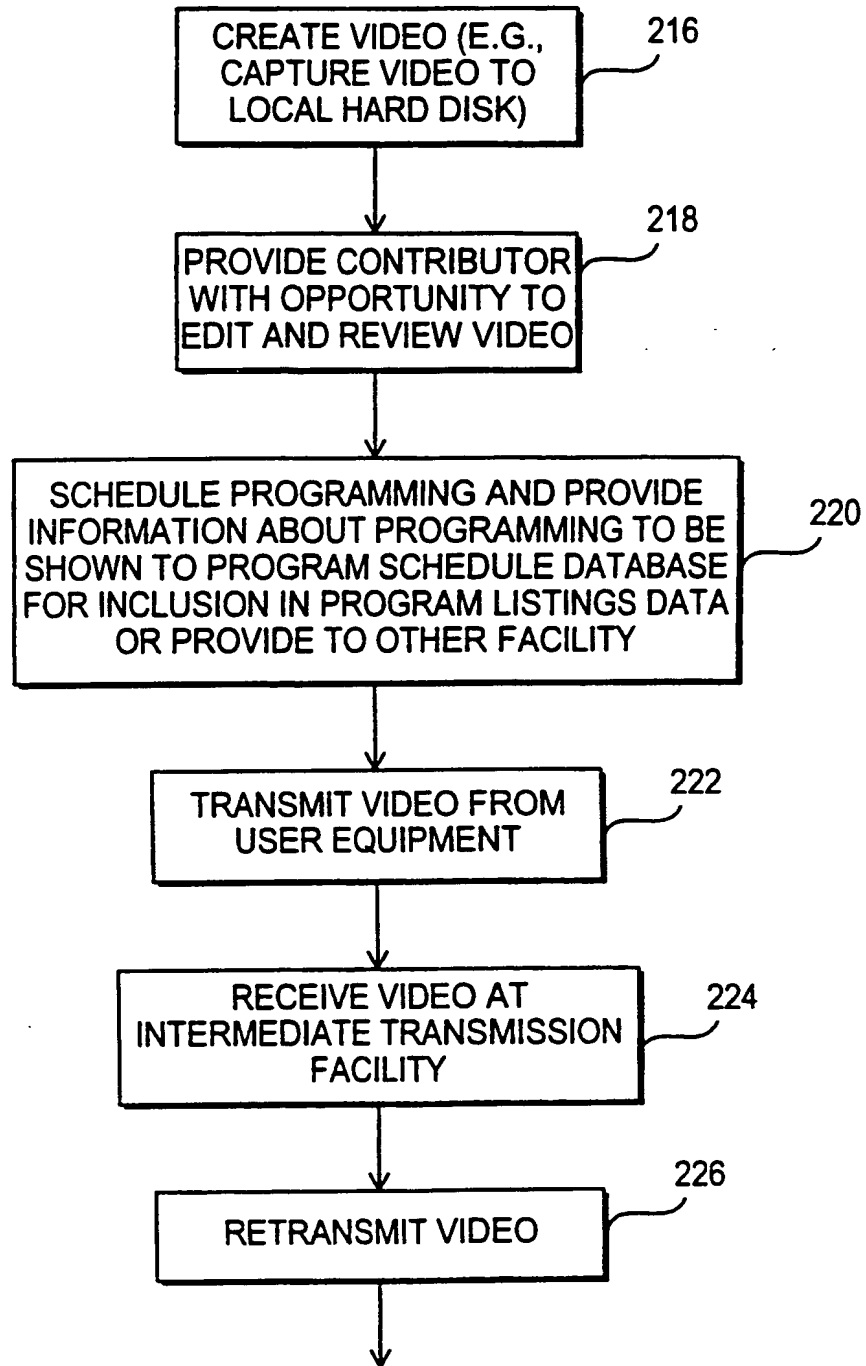 CREATE VIDEO (E.G.,
CAPTURE VIDEO TO
LOCAL HARD DISK)
216
PROVIDE CONTRIBUTOR
WITH OPPORTUNITY TO
EDIT AND REVIEW VIDEO
218
SCHEDULE PROGRAMMING AND PROVIDE
INFORMATION ABOUT PROGRAMMING TO BE
SHOWN TO PROGRAM SCHEDULE DATABASE
FOR INCLUSION IN PROGRAM LISTINGS DATA
OR PROVIDE TO OTHER FACILITY
220
TRANSMIT VIDEO FROM
USER EQUIPMENT
222
RECEIVE VIDEO AT
INTERMEDIATE TRANSMISSION
FACILITY
224
RETRANSMIT VIDEO
226